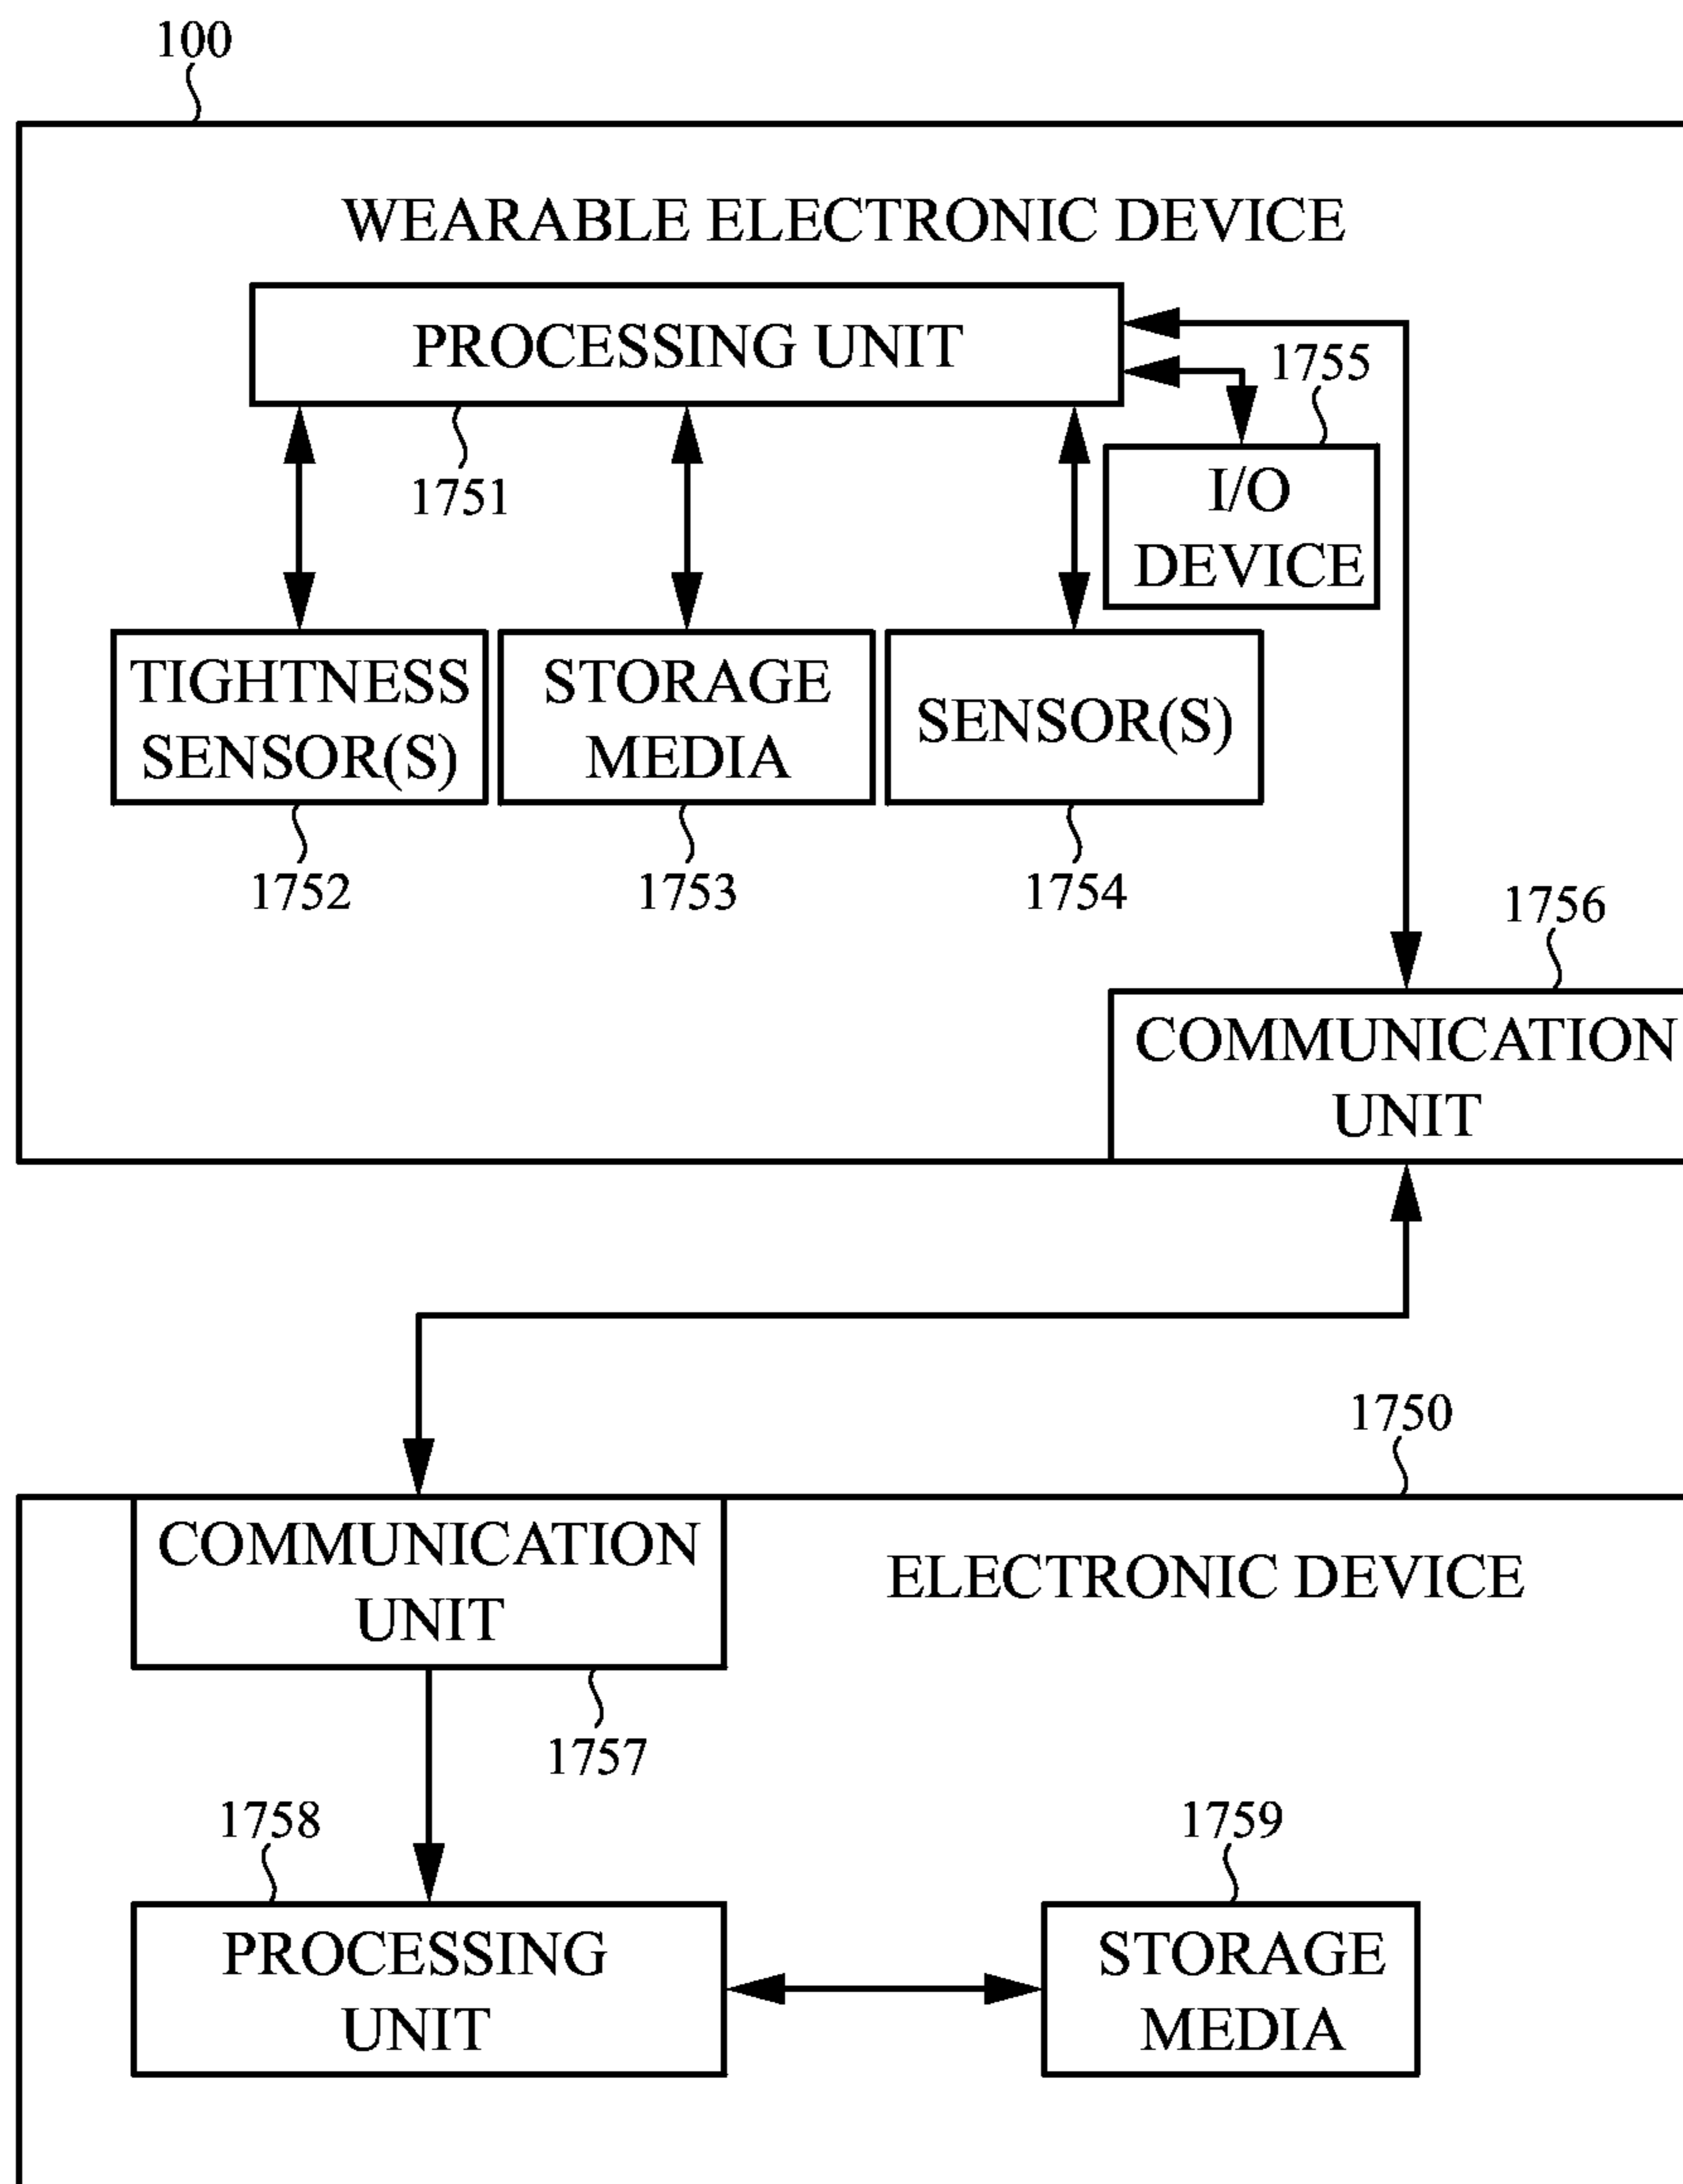 100
WEARABLE ELECTRONIC DEVICE
PROCESSING UNIT
1755
1751
I/O
DEVICE
TIGHTNESS
SENSOR(S)
STORAGE
MEDIA
SENSOR(S)
1752
1753
1754
1756
COMMUNICATION
UNIT
1750
COMMUNICATION
UNIT
ELECTRONIC DEVICE
1757
1758
1759
PROCESSING
UNIT
STORAGE
MEDIA